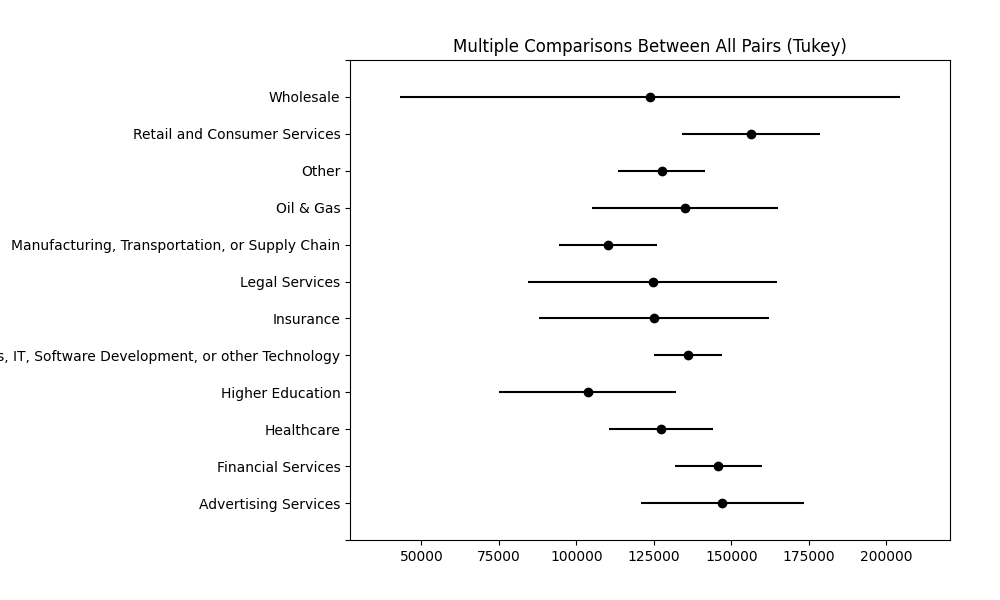 Multiple Comparisons Between All Pairs (Tukey)
Wholesale
Retail and Consumer Services
Other
Oil & Gas
Manufacturing, Transportation, or Supply Chain
Legal Services
Insurance
s, IT, Software Development, or other Technology
Higher Education
Healthcare
Financial Services
Advertising Services
50000 75000 100000 125000 150000 175000 200000